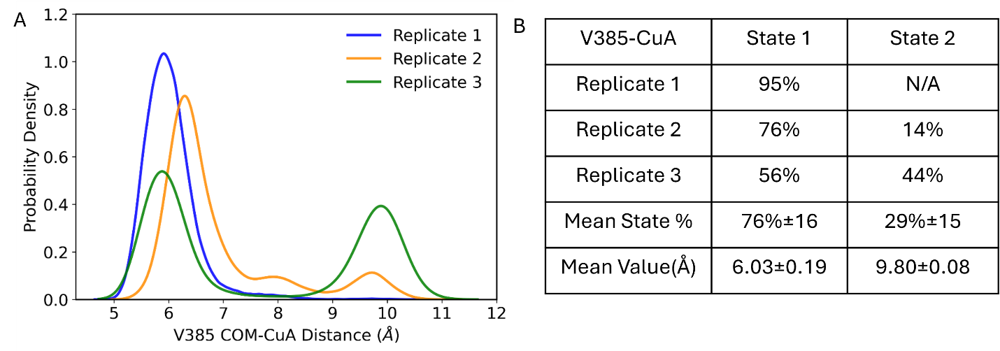 A
1.2
1.0
0.8
0.6
0.4
0.2
0.0
Probability Density
Replicate 1
Replicate 2
Replicate 3
5 6 7 8 9 10 11 12
V385 COM-CuA Distance (Å)
B
V385-CuA State 1 State 2
Replicate 1 95% N/A
Replicate 2 76% 14%
Replicate 3 56% 44%
Mean State % 76%±16 29%±15
Mean Value(Å) 6.03±0.19 9.80±0.08